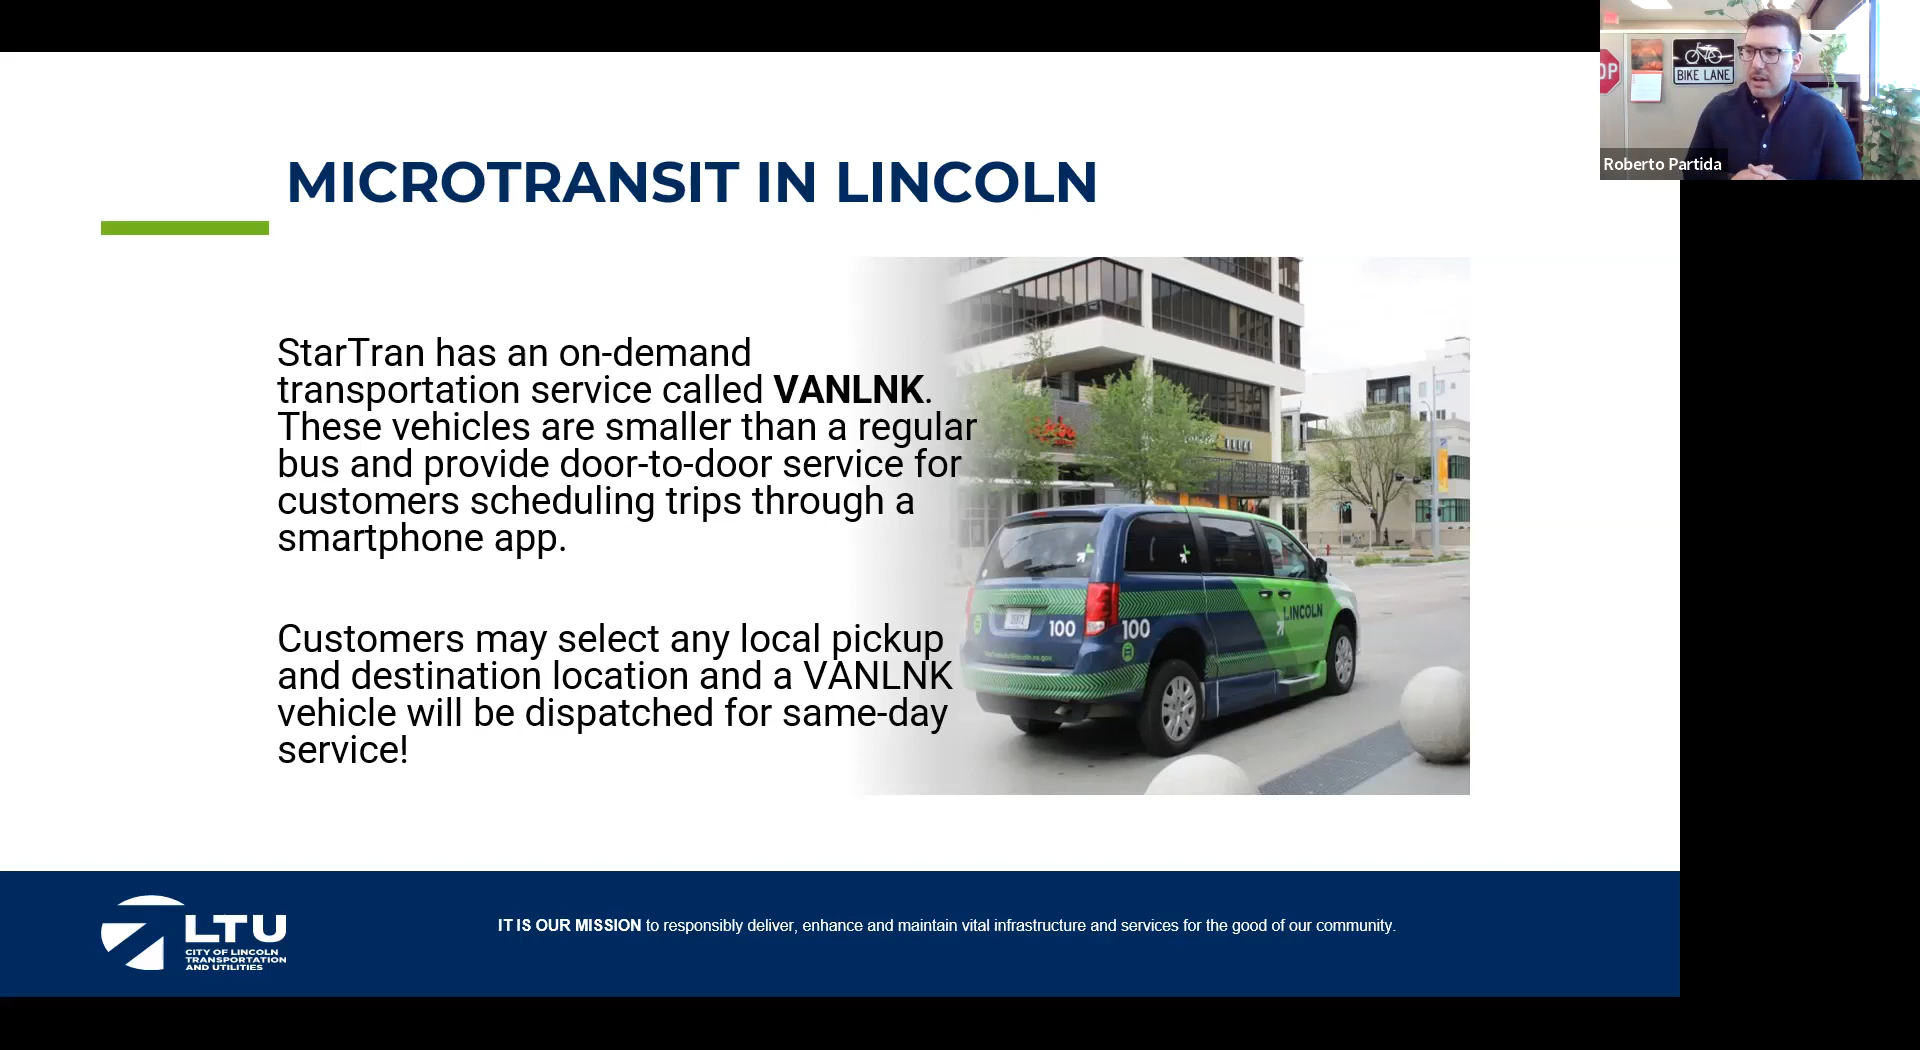 MICROTRANSIT IN LINCOLN
StarTran has an on-demand
transportation service called VANLNK.
These vehicles are smaller than a regular
bus and provide door-to-door service for
customers scheduling trips through a
smartphone app.
Customers may select any local pickup
and destination location and a VANLNK
vehicle will be dispatched for same-day
service!
100
100
LINCOLN
OP
BIKE LANE
Roberto Partida
LTU
CITY OF LINCOLN
TRANSPORTATION
AND UTILITIES
IT IS OUR MISSION to responsibly deliver, enhance and maintain vital infrastructure and services for the good of our community.